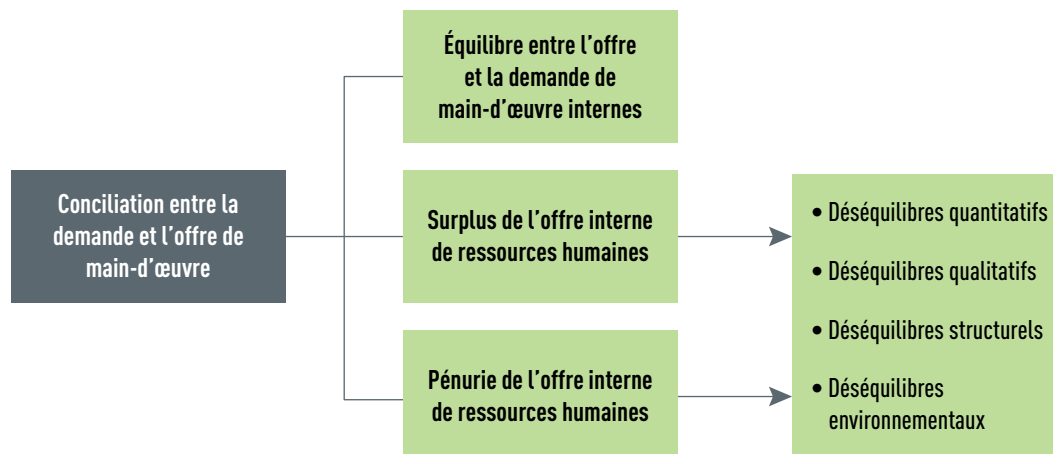 Équilibre entre l'offre
et la demande de
main-d'œuvre internes
Conciliation entre la
demande et l'offre de
main-d'œuvre
Surplus de l'offre interne
de ressources humaines
Pénurie de l'offre interne
de ressources humaines
• Déséquilibres quantitatifs
• Déséquilibres qualitatifs
• Déséquilibres structurels
• Déséquilibres
environnementaux